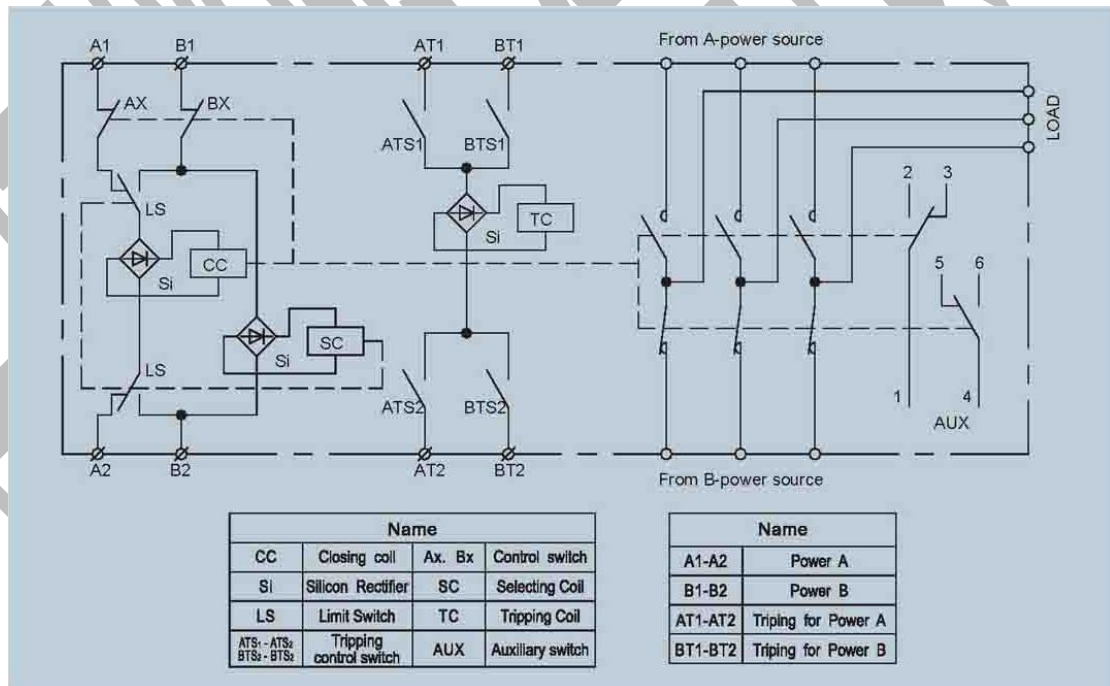 A1 B1 AT1 BT1 From A-power source
AX BX
ATS1 BTS1
LOAD
2 3
LS
Si TC
CC
Si
5 6
SC
Si
LS
ATS2 BTS2
1 4
AUX
A2 B2 AT2 BT2 From B-power source
Name
CC Closing coil Ax. Bx Control switch
Si Silicon Rectifier SC Selecting Coil
LS Limit Switch TC Tripping Coil
ATS1 - ATS2
BTS2 - BTS2
Tripping
control switch
AUX Auxiliary switch
Name
A1-A2 Power A
B1-B2 Power B
AT1-AT2 Triping for Power A
BT1-BT2 Triping for Power B